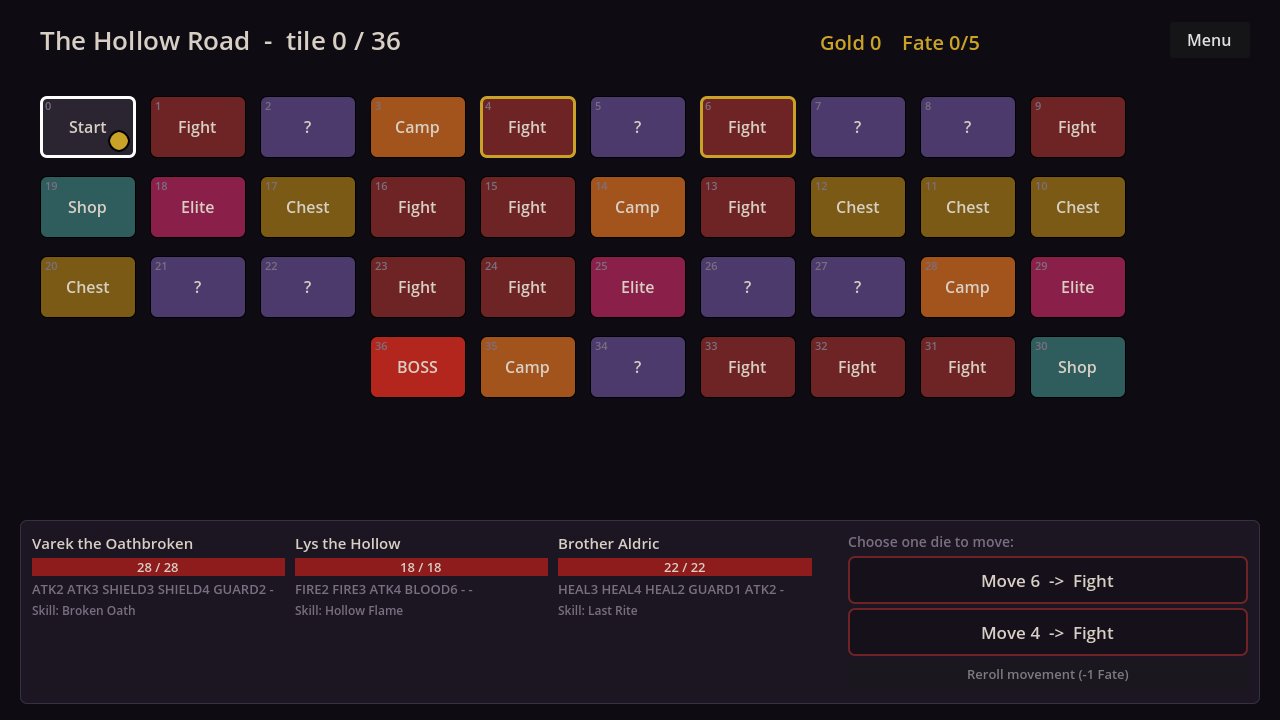 The Hollow Road - tile 0 / 36
Gold 0 Fate 0/5
Menu
0 Start
1 Fight
2 ?
3 Camp
4 Fight
5 ?
6 Fight
7 ?
8 ?
9 Fight
19 Shop
18 Elite
17 Chest
16 Fight
15 Fight
14 Camp
13 Fight
12 Chest
11 Chest
10 Chest
20 Chest
21 ?
22 ?
23 Fight
24 Fight
25 Elite
26 ?
27 ?
28 Camp
29 Elite
36 BOSS
35 Camp
34 ?
33 Fight
32 Fight
31 Fight
30 Shop
Varek the Oathbroken
28 / 28
ATK2 ATK3 SHIELD3 SHIELD4 GUARD2 -
Skill: Broken Oath
Lys the Hollow
18 / 18
FIRE2 FIRE3 ATK4 BLOOD6 - -
Skill: Hollow Flame
Brother Aldric
22 / 22
HEAL3 HEAL4 HEAL2 GUARD1 ATK2 -
Skill: Last Rite
Choose one die to move:
Move 6 -> Fight
Move 4 -> Fight
Reroll movement (-1 Fate)